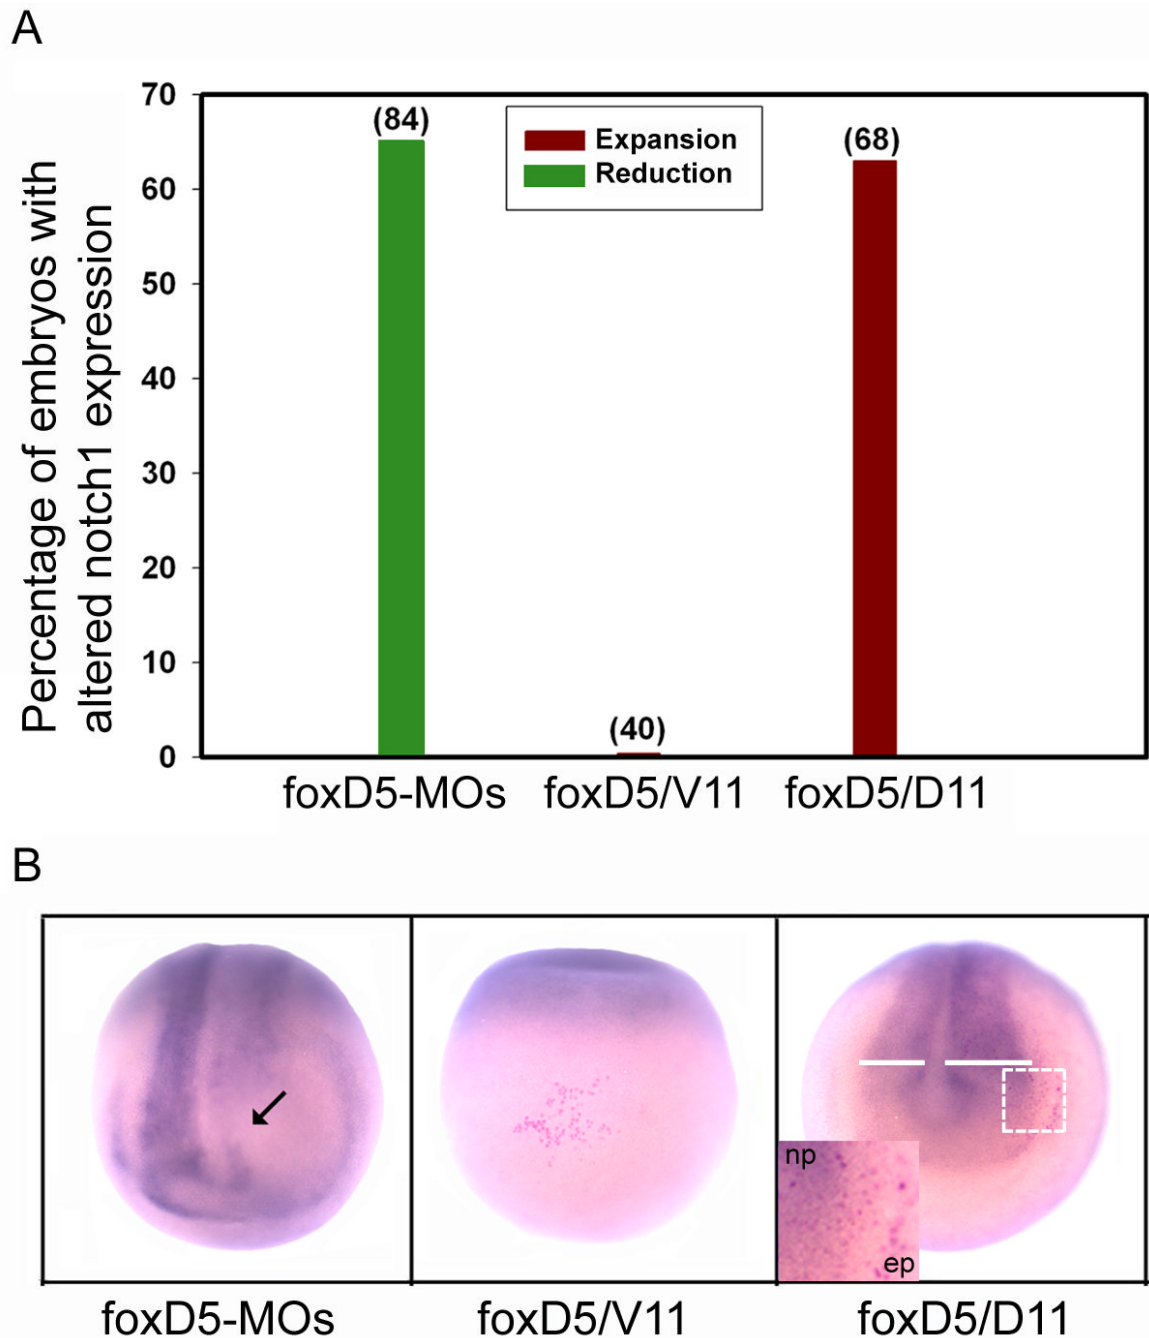 A
Percentage of embryos with
altered notch1 expression
70
60
50
40
30
20
10
0
(84)
(40)
(68)
Expansion
Reduction
foxD5-MOs foxD5/V11 foxD5/D11
B
np
ep
foxD5-MOs foxD5/V11 foxD5/D11